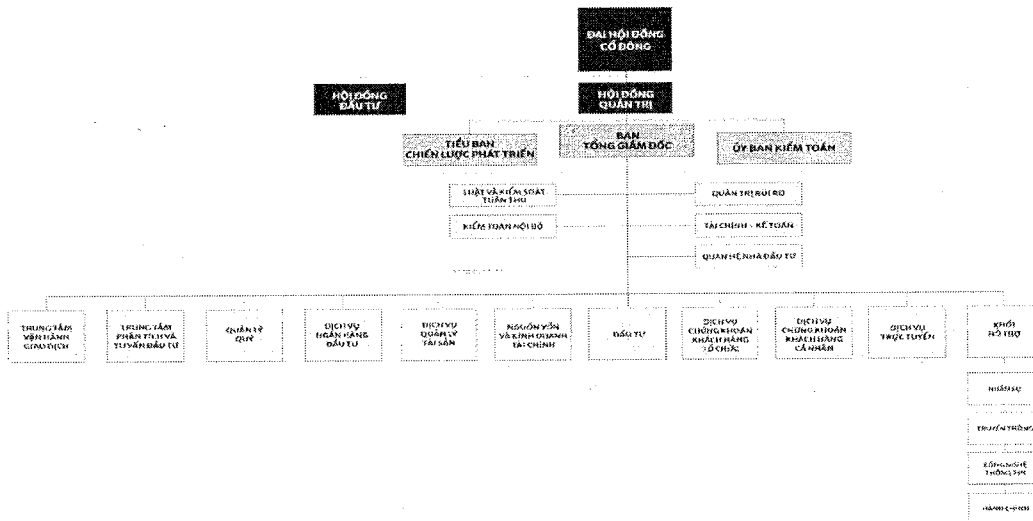 ĐẠI HỘI ĐỒNG
CỔ ĐÔNG
HỘI ĐỒNG
ĐẦU TƯ
HỘI ĐỒNG
QUẢN TRỊ
TIỂU BAN
CHIẾN LƯỢC PHÁT TRIỂN
BAN
TỔNG GIÁM ĐỐC
ỦY BAN KIỂM TOÁN
LUẬT VÀ KIỂM SOÁT
TUÂN THỦ
QUẢN TRỊ RỦI RO
KIỂM TOÁN NỘI BỘ
TÀI CHÍNH - KẾ TOÁN
QUAN HỆ NHÀ ĐẦU TƯ
TRUNG TÂM
VẬN HÀNH
GIAO DỊCH
TRUNG TÂM
PHÂN TÍCH VÀ
TƯ VẤN ĐẦU TƯ
QUẢN LÝ
QUỸ
DỊCH VỤ
NGÂN HÀNG
ĐẦU TƯ
DỊCH VỤ
QUẢN LÝ
TÀI SẢN
NGUỒN VỐN
VÀ KINH DOANH
TÀI CHÍNH
ĐẦU TƯ
DỊCH VỤ
CHỨNG KHOÁN
KHÁCH HÀNG
TỔ CHỨC
DỊCH VỤ
CHỨNG KHOÁN
KHÁCH HÀNG
CÁ NHÂN
DỊCH VỤ
TRỰC TUYẾN
KHỐI
HỖ TRỢ
NHÂN SỰ
TRUYỀN THÔNG
CÔNG NGHỆ
THÔNG TIN
HÀNH CHÍNH